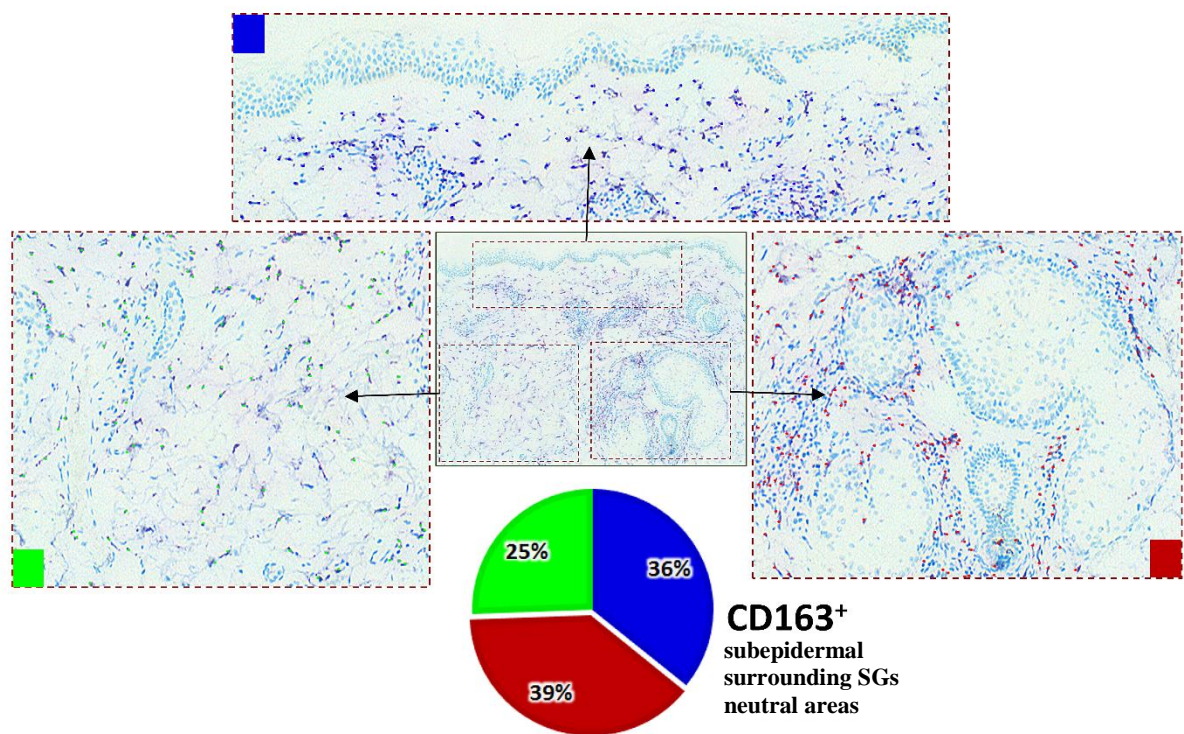 25%
36%
39%
CD163⁺
subepidermal
surrounding SGs
neutral areas